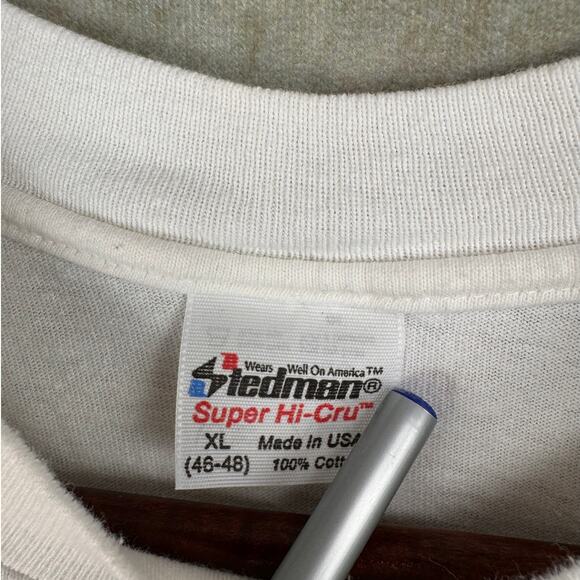 Wears Well On America™
Stedman®
Super Hi-Cru™
XL Made In USA
(46-48) 100% Cott